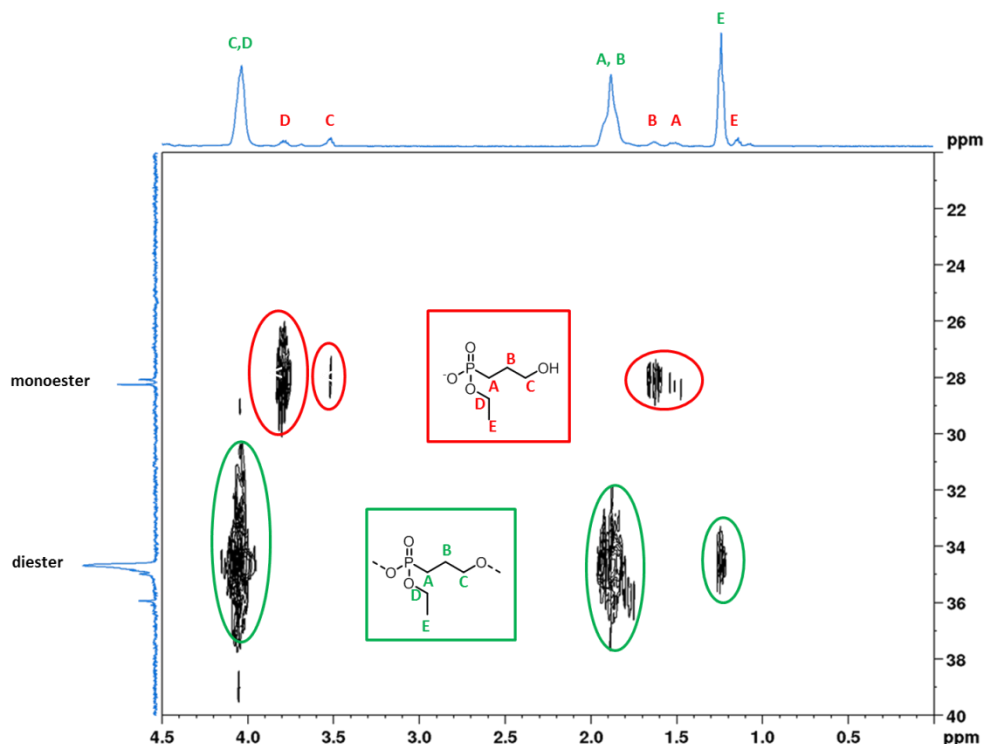 E
C,D
A, B
D
C
B
A
E
ppm
22
24
26
28
30
32
34
36
38
40
monoester
diester
O
P
-O
O
B
A
C
OH
D
E
O
P
O
O
B
A
C
O
D
E
4.5 4.0 3.5 3.0 2.5 2.0 1.5 1.0 0.5 ppm